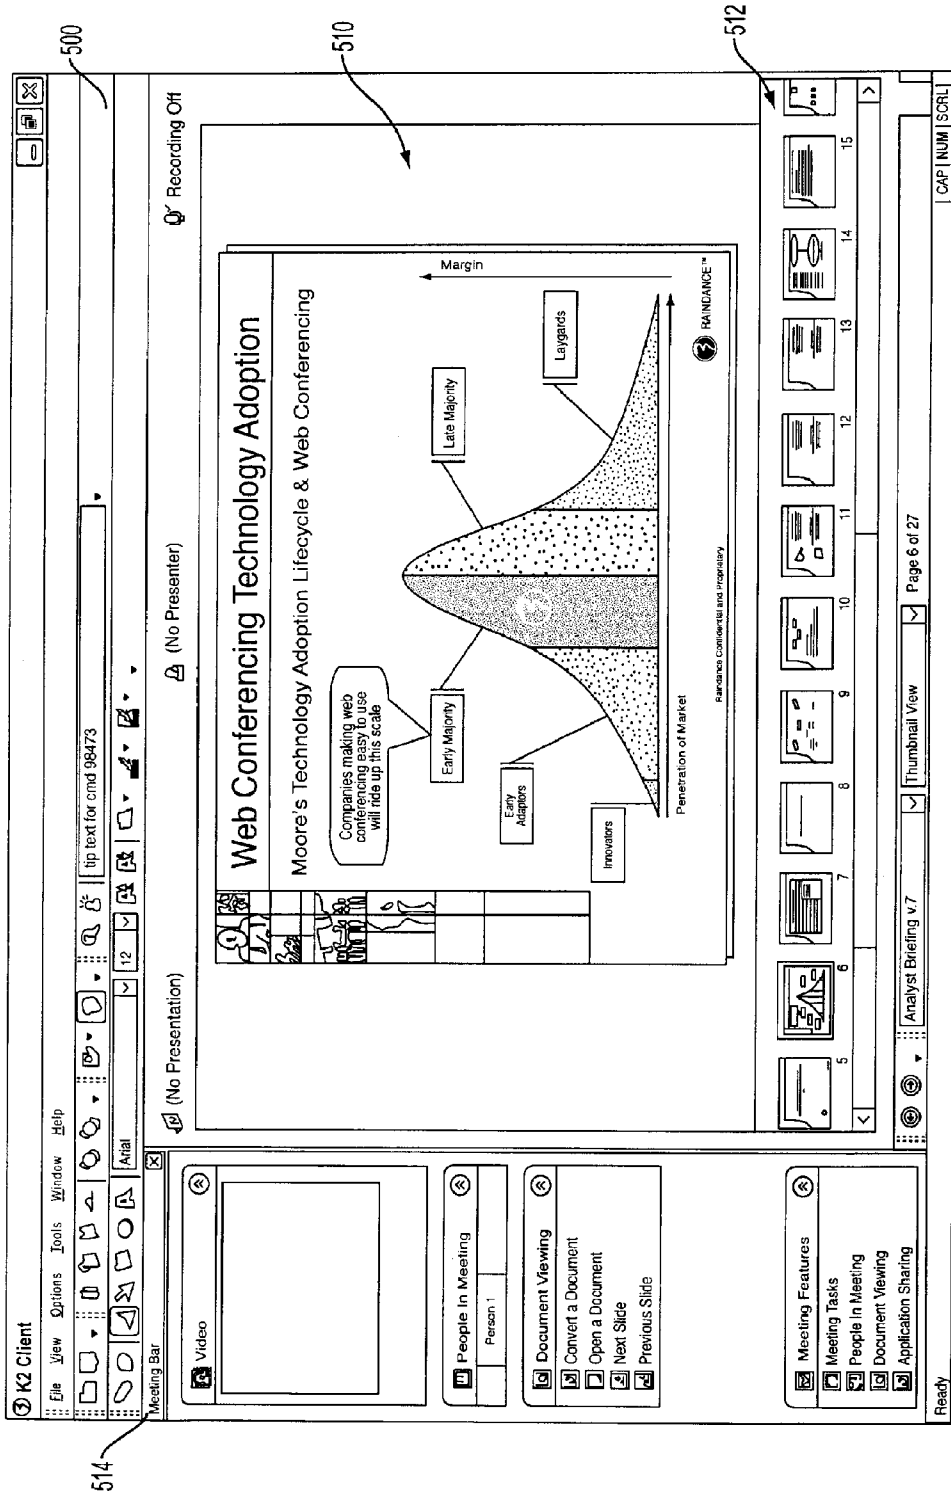 500
K2 Client
File View Options Tools Window Help
tip text for cmd 98473
Arial
12
514
Meeting Bar
Video
People In Meeting
Person 1
Document Viewing
Convert a Document
Open a Document
Next Slide
Previous Slide
Meeting Features
Meeting Tasks
People In Meeting
Document Viewing
Application Sharing
(No Presentation)
(No Presenter)
Recording Off
510
Web Conferencing Technology Adoption
Moore's Technology Adoption Lifecycle & Web Conferencing
Companies making web
conferencing easy to use
will ride up this scale
Innovators
Early
Adaptors
Early Majority
Late Majority
Laygards
Margin
Penetration of Market
Raindance Confidential and Proprietary
RAINDANCE™
512
5 6 7 8 9 10 11 12 13 14 15
Analyst Briefing v.7
Thumbnail View
Page 6 of 27
Ready
CAP NUM SCRL